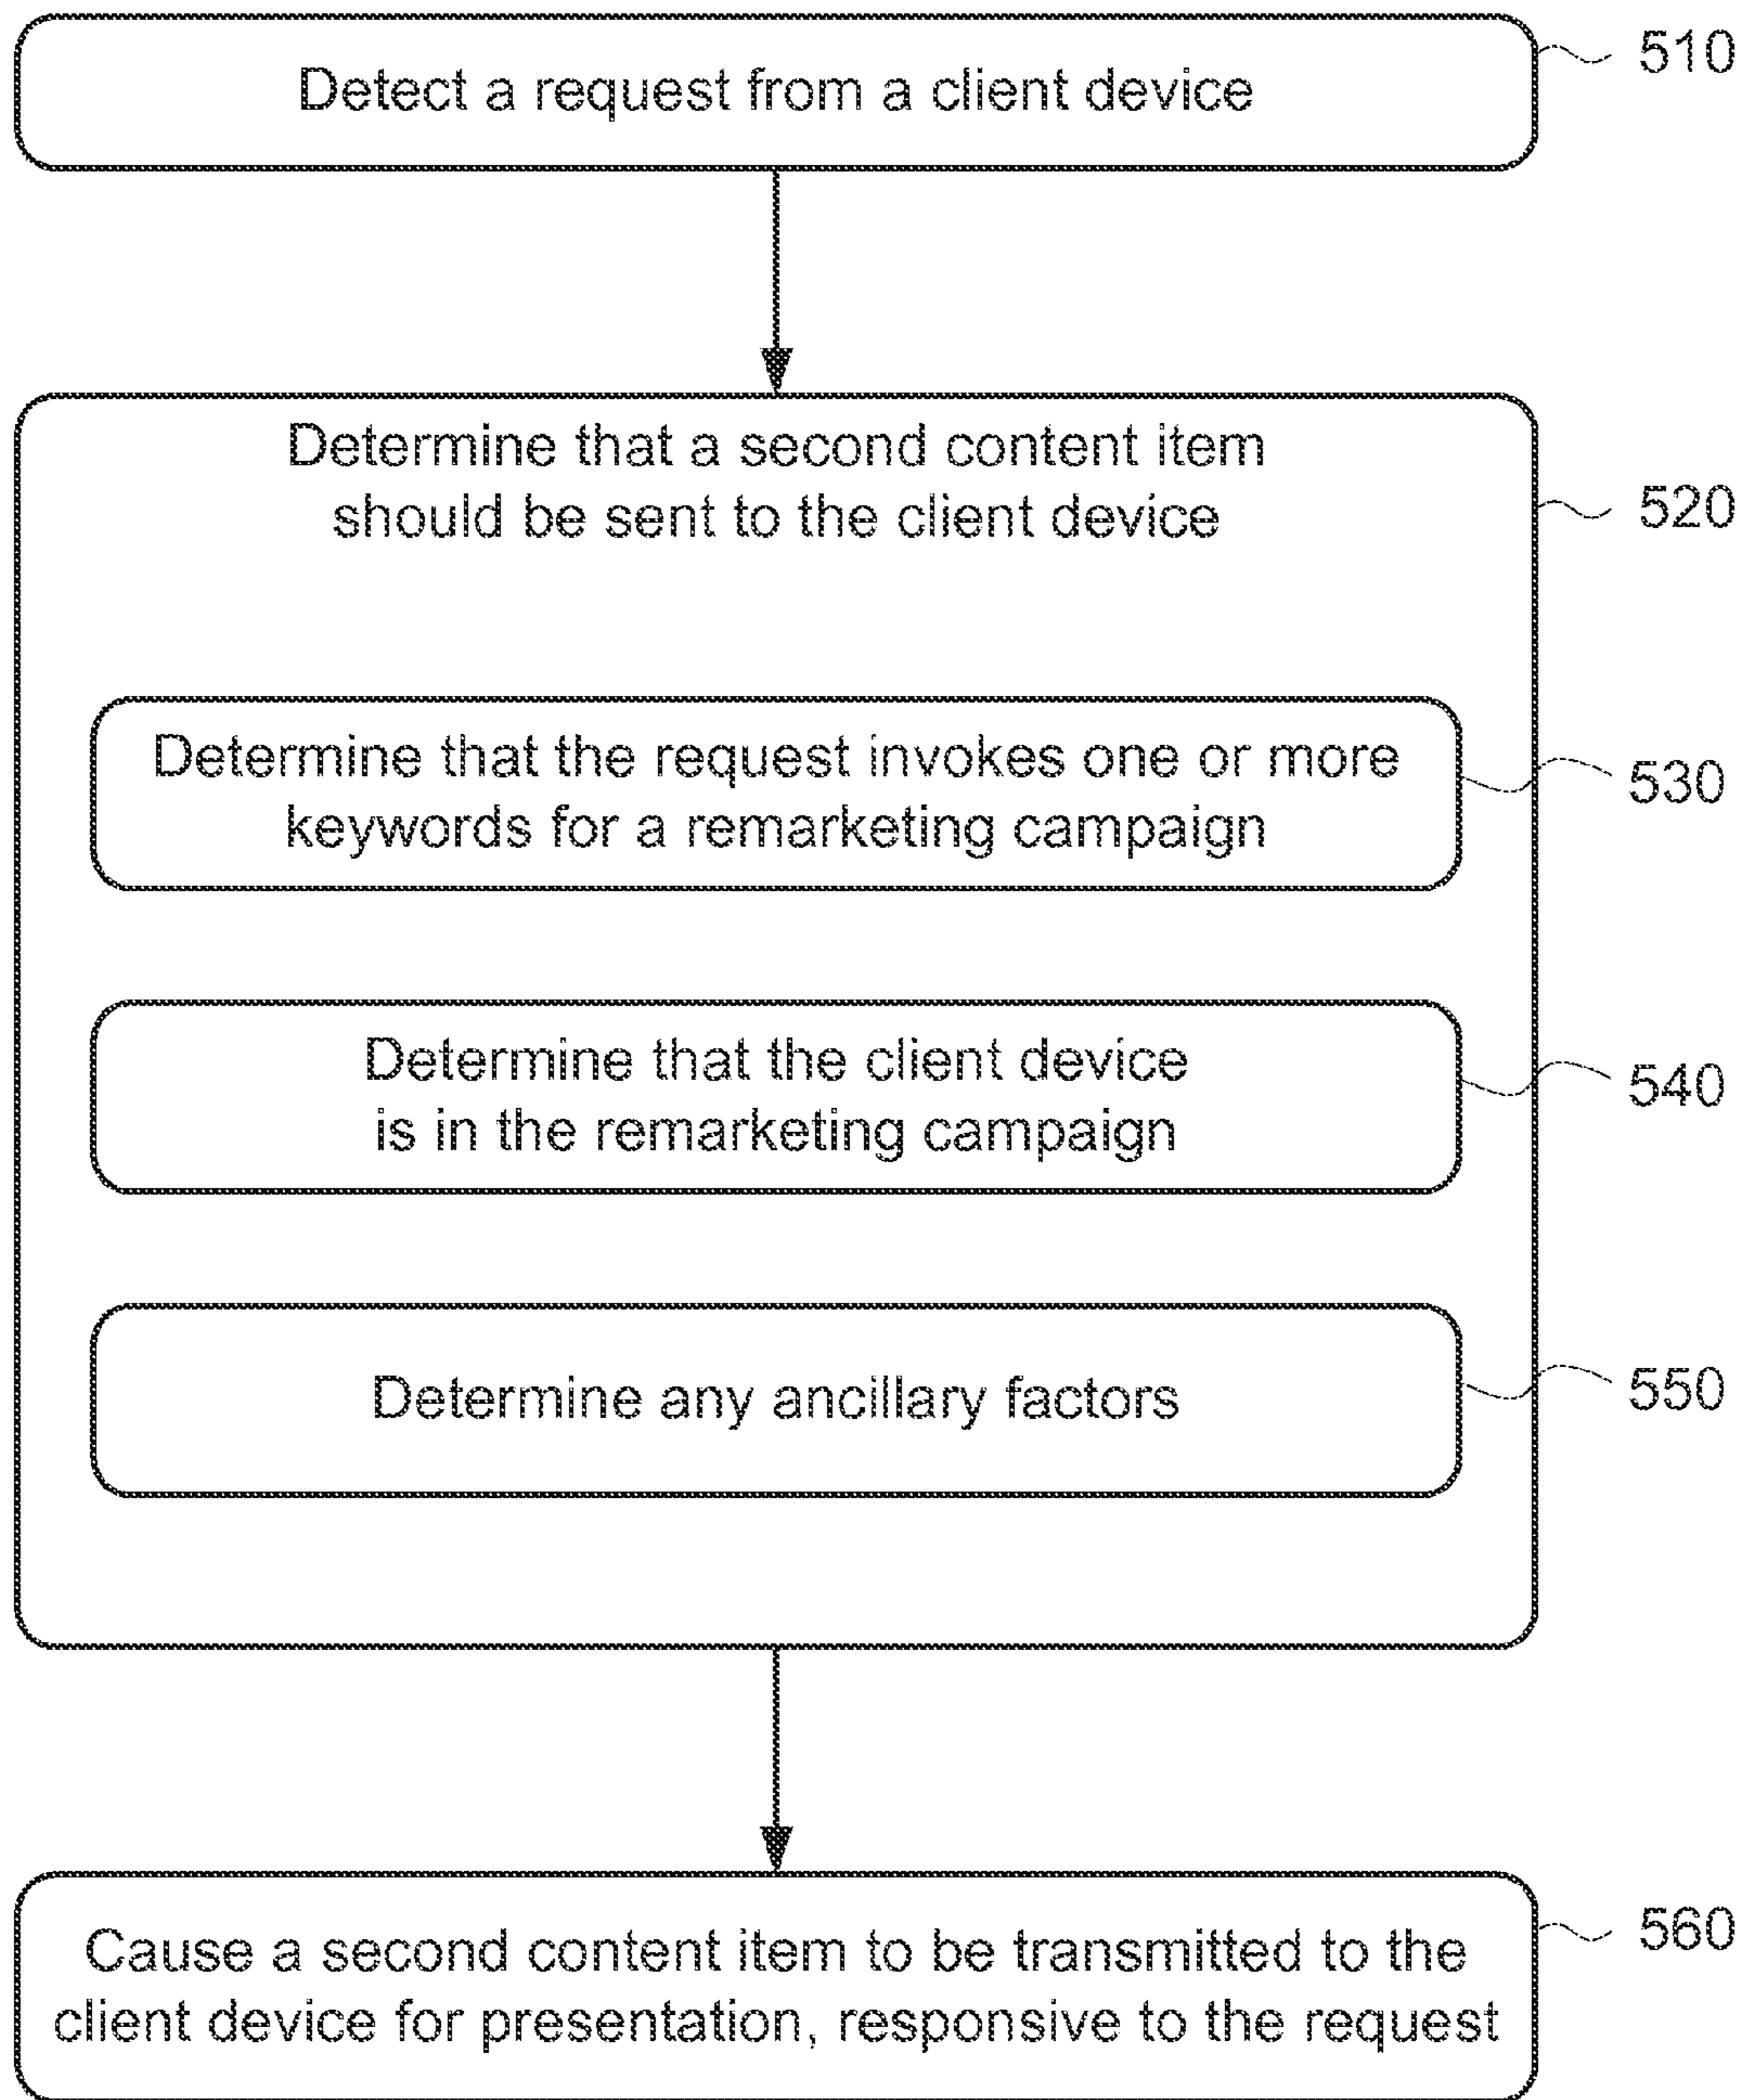 Detect a request from a client device
510
Determine that a second content item
should be sent to the client device
520
Determine that the request invokes one or more
keywords for a remarketing campaign
530
Determine that the client device
is in the remarketing campaign
540
Determine any ancillary factors
550
Cause a second content item to be transmitted to the
client device for presentation, responsive to the request
560